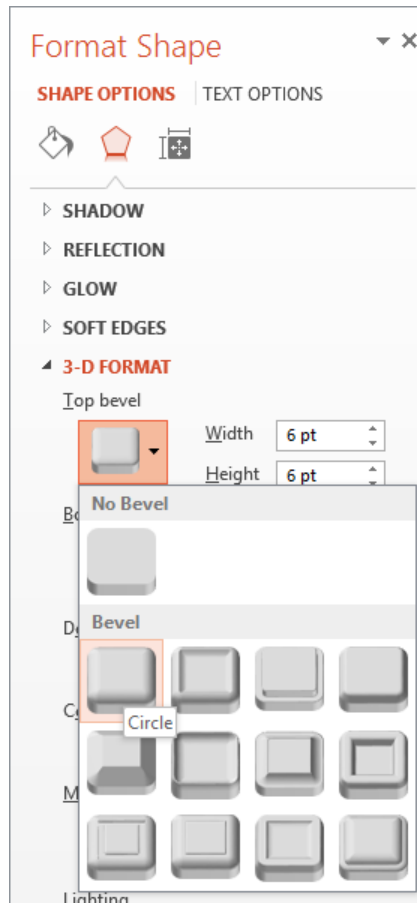 Format Shape
SHAPE OPTIONS TEXT OPTIONS
SHADOW
REFLECTION
GLOW
SOFT EDGES
3-D FORMAT
Top bevel
Width 6 pt
Height 6 pt
No Bevel
Bevel
Circle
Lighting